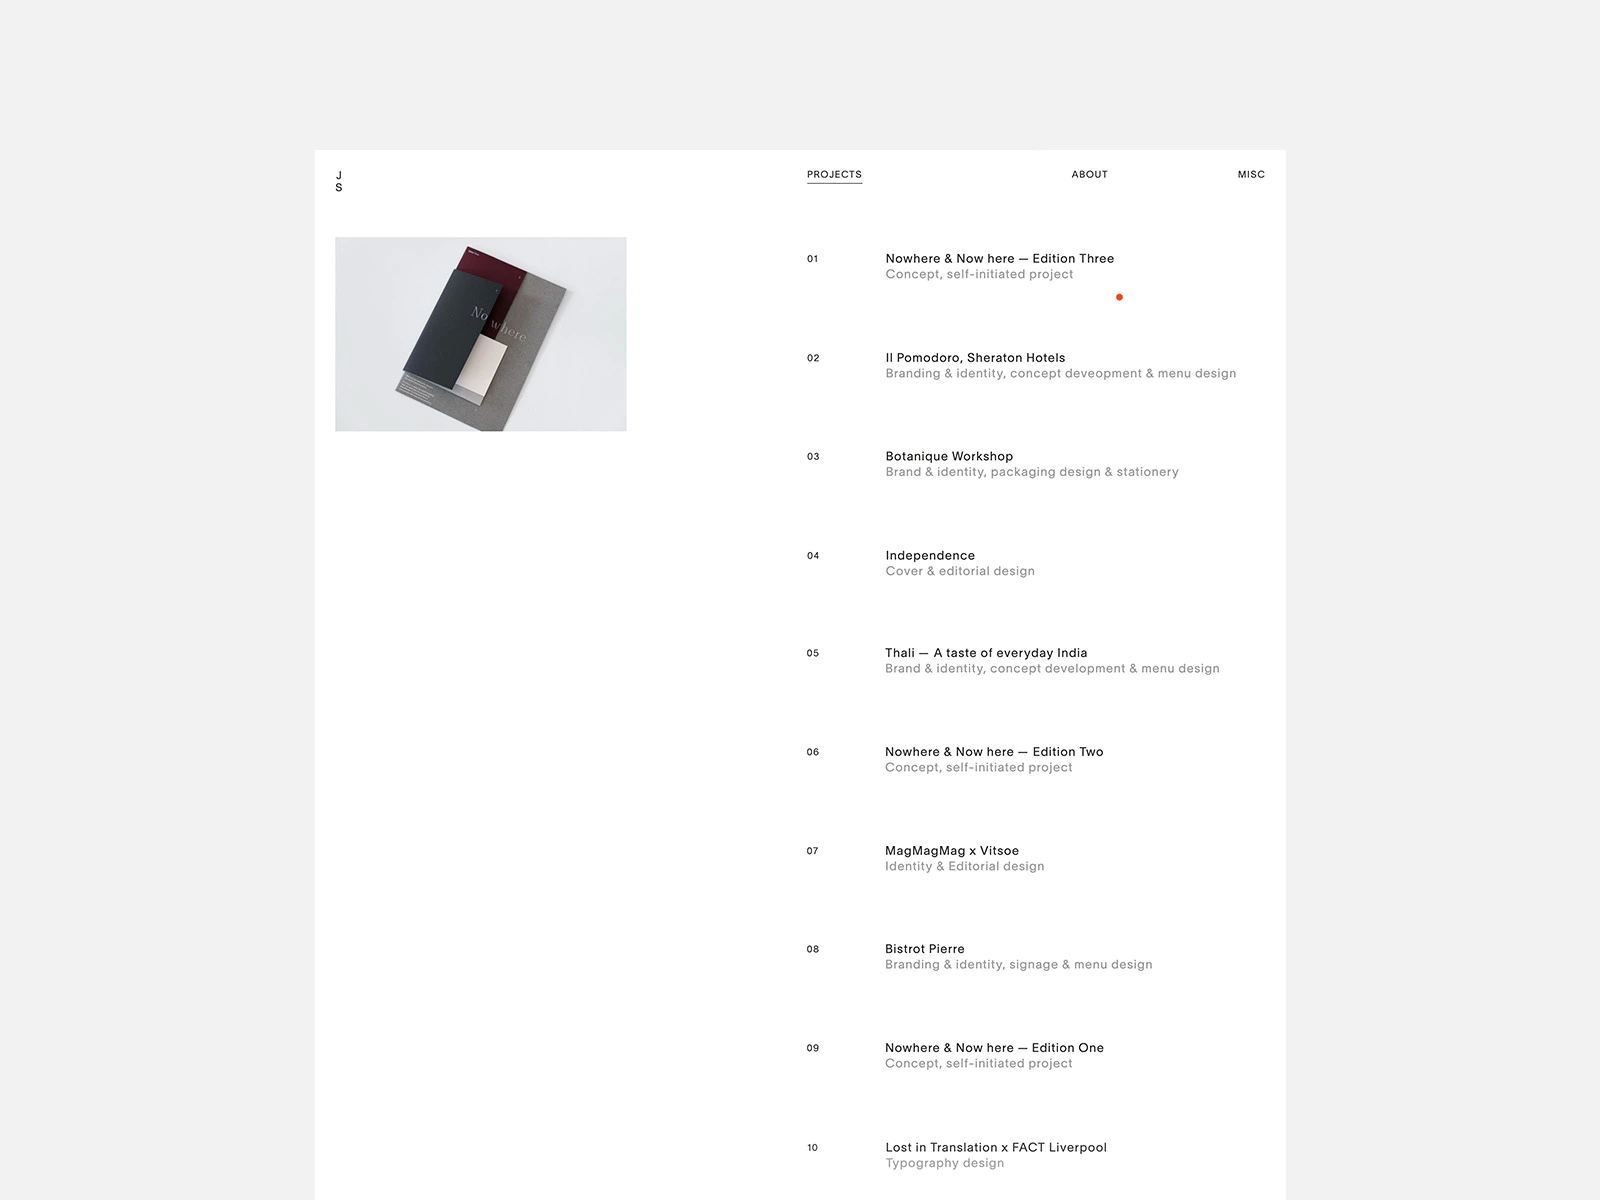 J
S
PROJECTS
ABOUT
MISC
Nowhere
01
Nowhere & Now here — Edition Three
Concept, self-initiated project
02
Il Pomodoro, Sheraton Hotels
Branding & identity, concept deveopment & menu design
03
Botanique Workshop
Brand & identity, packaging design & stationery
04
Independence
Cover & editorial design
05
Thali — A taste of everyday India
Brand & identity, concept development & menu design
06
Nowhere & Now here — Edition Two
Concept, self-initiated project
07
MagMagMag x Vitsoe
Identity & Editorial design
08
Bistrot Pierre
Branding & identity, signage & menu design
09
Nowhere & Now here — Edition One
Concept, self-initiated project
10
Lost in Translation x FACT Liverpool
Typography design